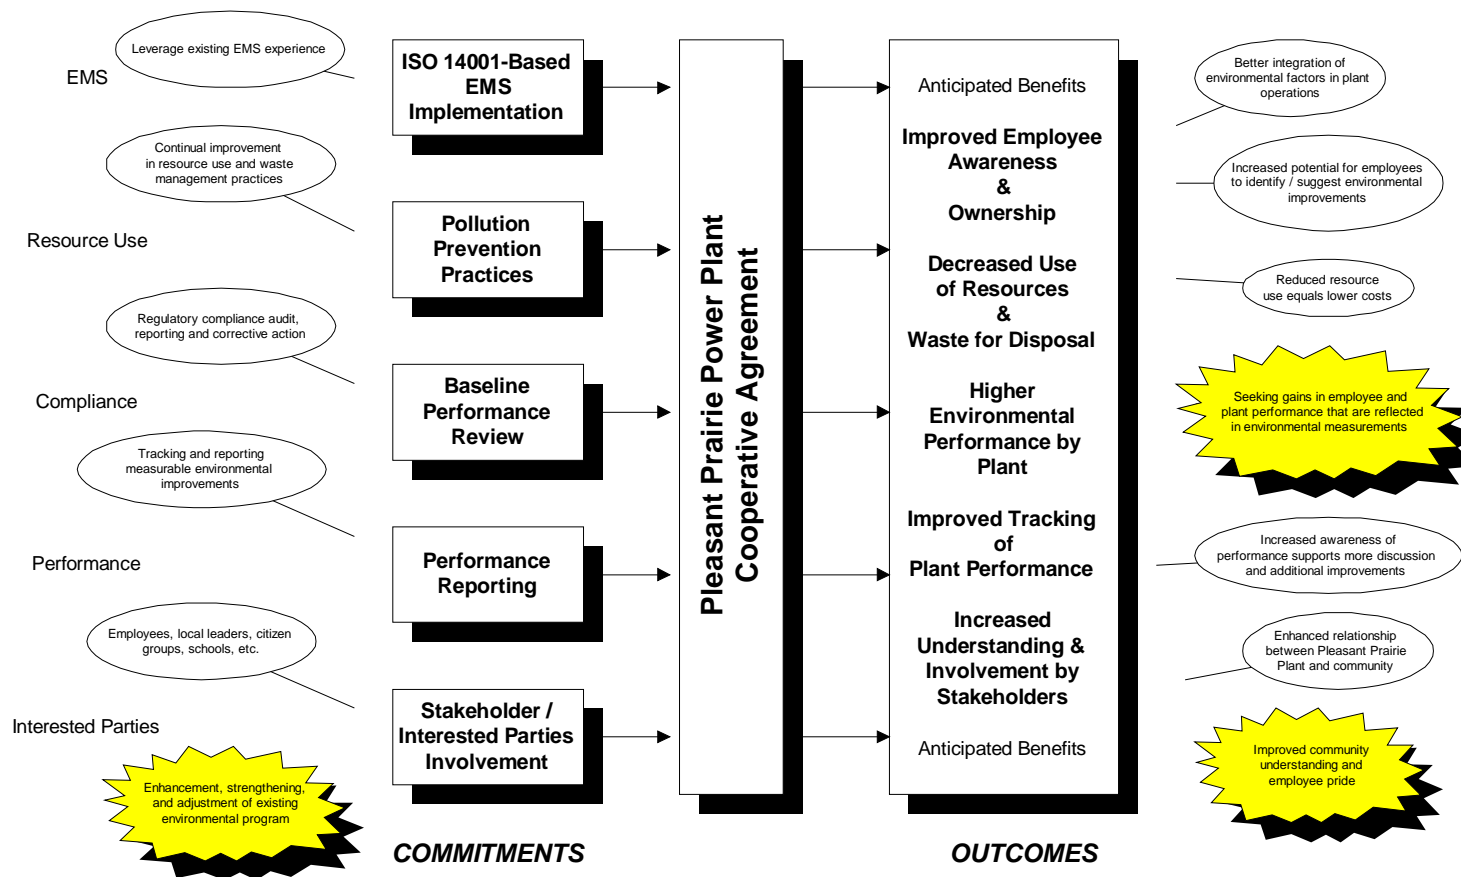 Leverage existing EMS experience
EMS
Continual improvement
in resource use and waste
management practices
Resource Use
Regulatory compliance audit,
reporting and corrective action
Compliance
Tracking and reporting
measurable environmental
improvements
Performance
Employees, local leaders, citizen
groups, schools, etc.
Interested Parties
Enhancement, strengthening,
and adjustment of existing
environmental program
ISO 14001-Based
EMS
Implementation
Pollution
Prevention
Practices
Baseline
Performance
Review
Performance
Reporting
Stakeholder /
Interested Parties
Involvement
COMMITMENTS
Pleasant Prairie Power Plant
Cooperative Agreement
Anticipated Benefits
Improved Employee
Awareness
&
Ownership
Decreased Use
of Resources
&
Waste for Disposal
Higher
Environmental
Performance by
Plant
Improved Tracking
of
Plant Performance
Increased
Understanding &
Involvement by
Stakeholders
Anticipated Benefits
OUTCOMES
Better integration of
environmental factors in plant
operations
Increased potential for employees
to identify / suggest environmental
improvements
Reduced resource
use equals lower costs
Seeking gains in employee and
plant performance that are reflected
in environmental measurements
Increased awareness of
performance supports more discussion
and additional improvements
Enhanced relationship
between Pleasant Prairie
Plant and community
Improved community
understanding and
employee pride